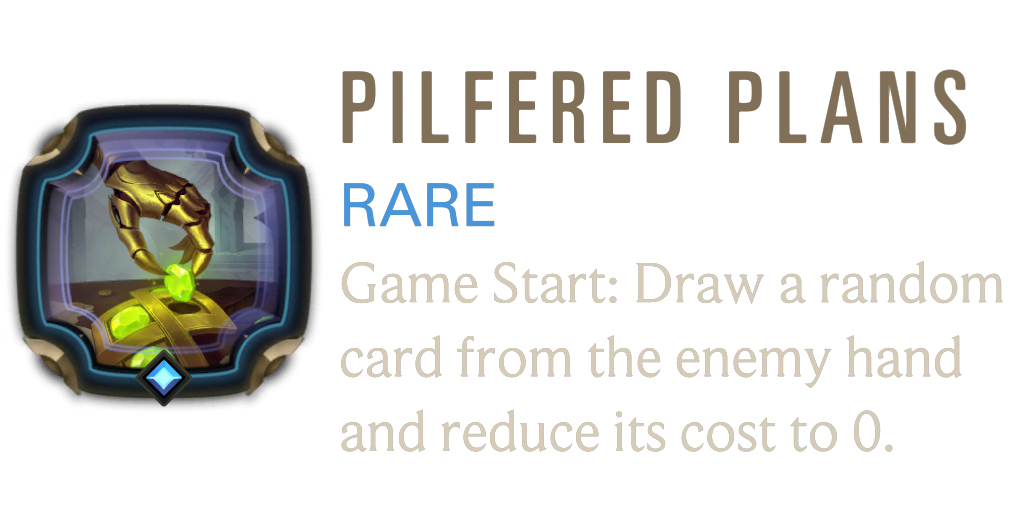 PILFERED PLANS
RARE
Game Start: Draw a random
card from the enemy hand
and reduce its cost to 0.